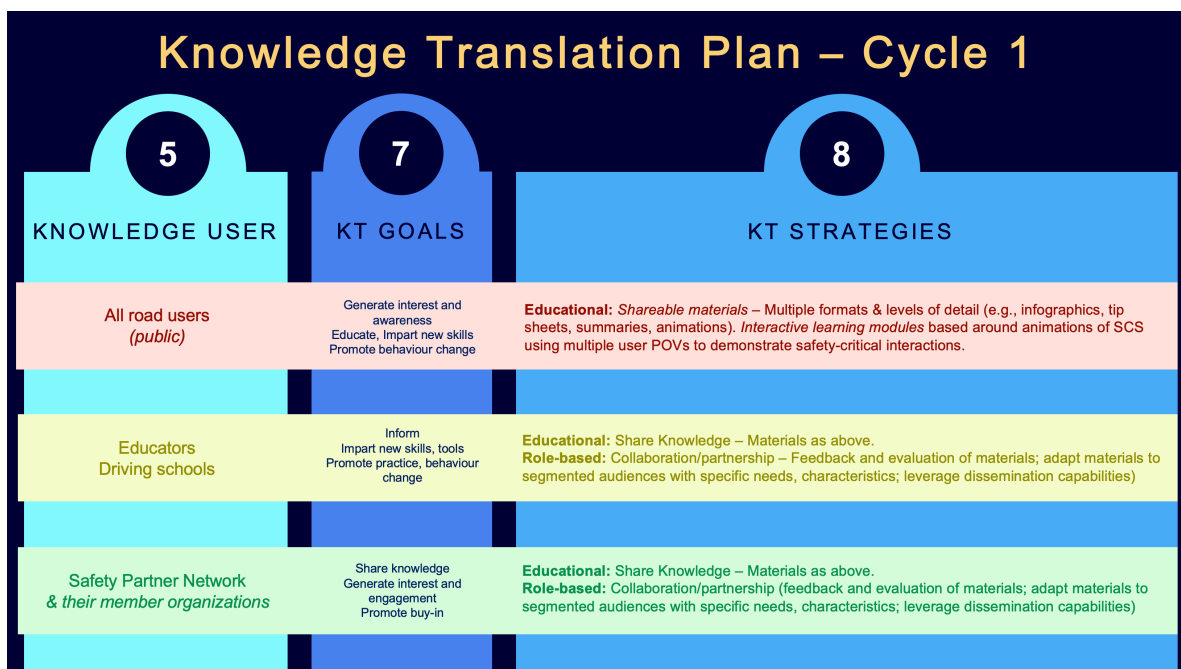 Knowledge Translation Plan – Cycle 1
5
7
8
KNOWLEDGE USER
KT GOALS
KT STRATEGIES
All road users
(public)
Generate interest and
awareness
Educate, Impart new skills
Promote behaviour change
Educational: Shareable materials – Multiple formats & levels of detail (e.g., infographics, tip
sheets, summaries, animations). Interactive learning modules based around animations of SCS
using multiple user POVs to demonstrate safety-critical interactions.
Educators
Driving schools
Inform
Impart new skills, tools
Promote practice, behaviour
change
Educational: Share Knowledge – Materials as above.
Role-based: Collaboration/partnership – Feedback and evaluation of materials; adapt materials to
segmented audiences with specific needs, characteristics; leverage dissemination capabilities)
Safety Partner Network
& their member organizations
Share knowledge
Generate interest and
engagement
Promote buy-in
Educational: Share Knowledge – Materials as above.
Role-based: Collaboration/partnership (feedback and evaluation of materials; adapt materials to
segmented audiences with specific needs, characteristics; leverage dissemination capabilities)